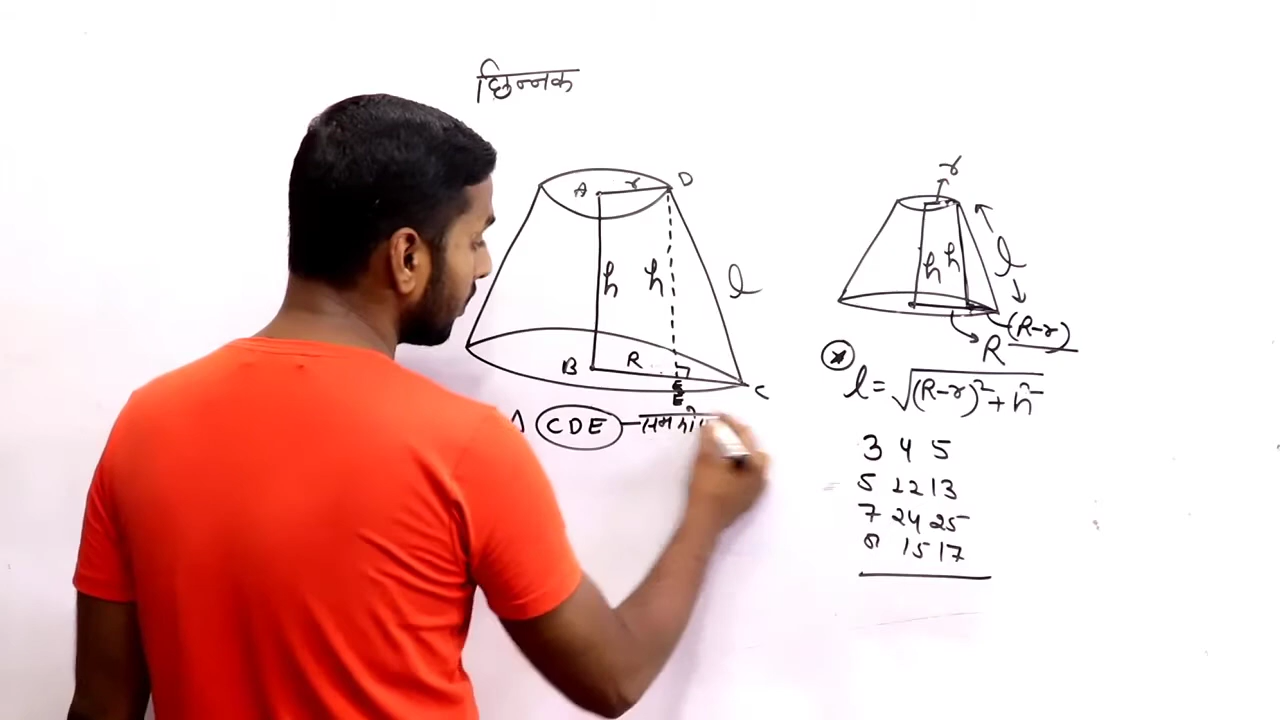 छिन्नक
A r D
h h l
B R
E
C
Δ CDE
r
h h l
(R-r)
R
l = √(R-r)² + h²
3 4 5
5 12 13
7 24 25
8 15 17